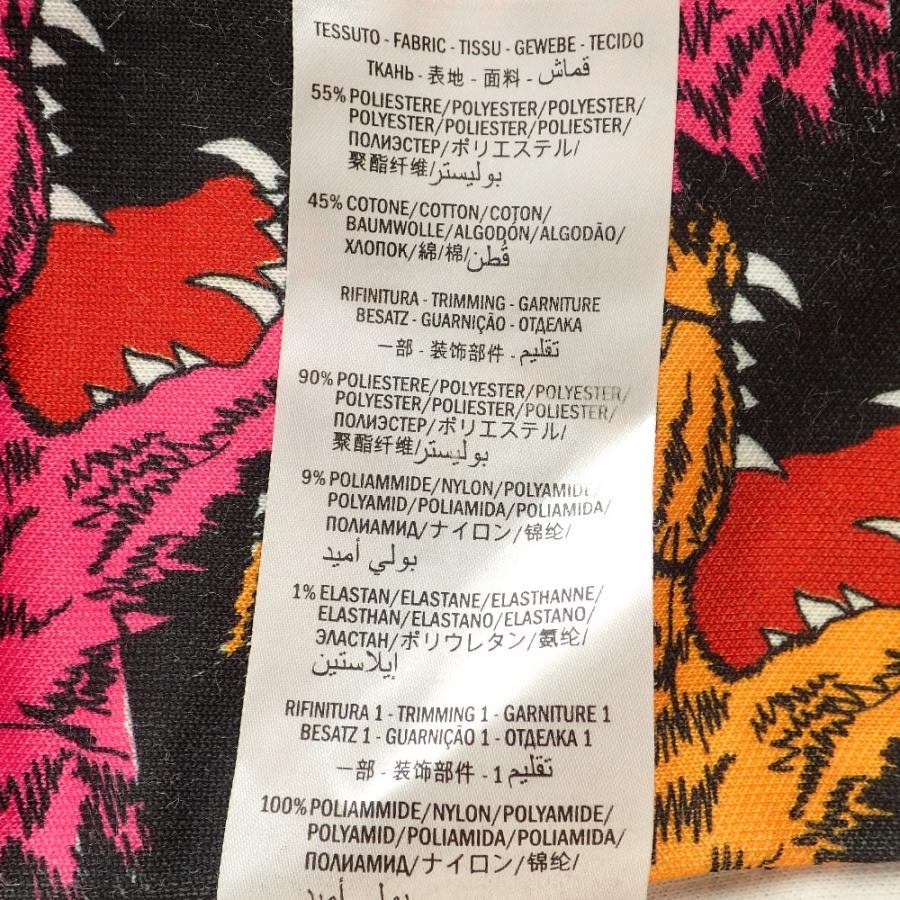 TESSUTO - FABRIC - TISSU - GEWEBE - TECIDO
ТКАНЬ - 表地 - 面料 - قماش
55% POLIESTERE/POLYESTER/POLYESTER/
POLYESTER/POLIESTER/POLIESTER/
ПОЛИЭСТЕР/ポリエステル/
聚酯纤维/بوليستر
45% COTONE/COTTON/COTON/
BAUMWOLLE/ALGODÓN/ALGODÃO/
ХЛОПОК/綿/棉/قُطن
RIFINITURA - TRIMMING - GARNITURE
BESATZ - GUARNIÇÃO - ОТДЕЛКА
一部 - 装饰部件 - تقليم
90% POLIESTERE/POLYESTER/POLYESTER/
POLYESTER/POLIESTER/POLIESTER/
ПОЛИЭСТЕР/ポリエステル/
聚酯纤维/بوليستر
9% POLIAMMIDE/NYLON/POLYAMIDE/
POLYAMID/POLIAMIDA/POLIAMIDA/
ПОЛИАМИД/ナイロン/锦纶/
بولي أميد
1% ELASTAN/ELASTANE/ELASTHANNE/
ELASTHAN/ELASTANO/ELASTANO/
ЭЛАСТАН/ポリウレタン/氨纶/
إيلاستين
RIFINITURA 1 - TRIMMING 1 - GARNITURE 1
BESATZ 1 - GUARNIÇÃO 1 - ОТДЕЛКА 1
一部 - 装饰部件 - 1 تقليم
100% POLIAMMIDE/NYLON/POLYAMIDE/
POLYAMID/POLIAMIDA/POLIAMIDA/
ПОЛИАМИД/ナイロン/锦纶/
بولي أميد